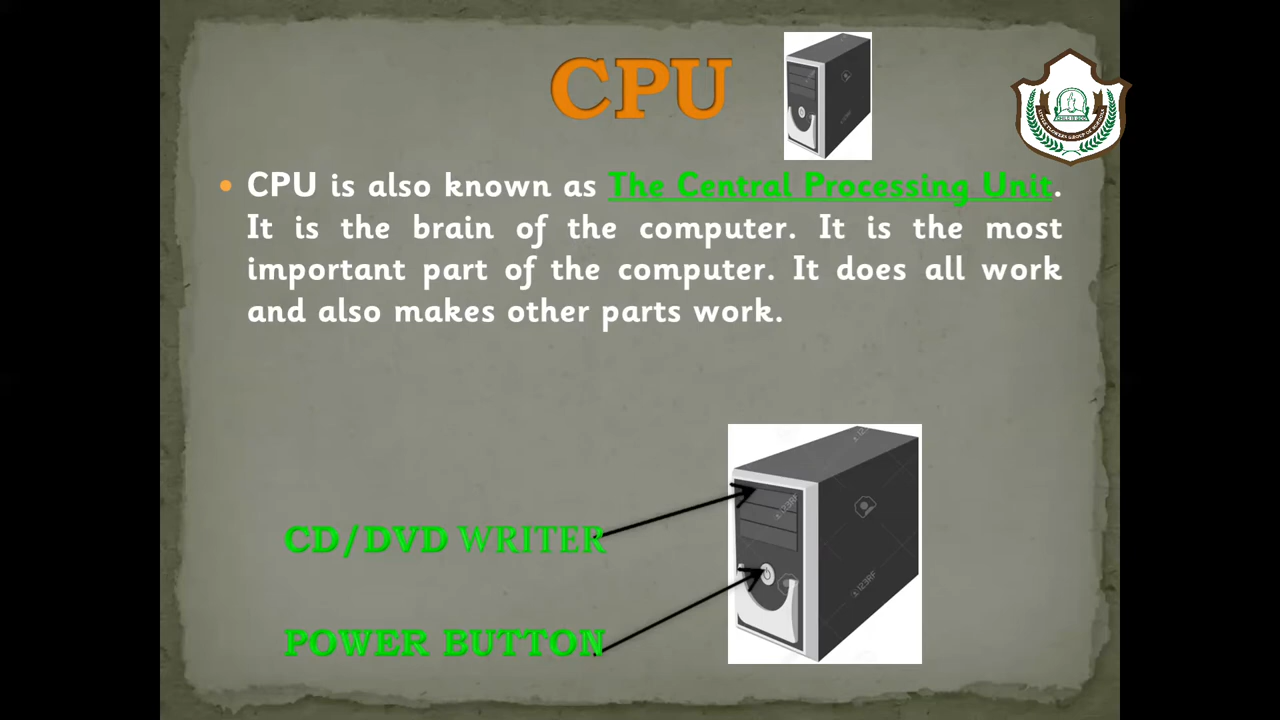 CPU
CPU is also known as The Central Processing Unit.
It is the brain of the computer. It is the most
important part of the computer. It does all work
and also makes other parts work.
CD/DVD WRITER
POWER BUTTON
123RF
123RF